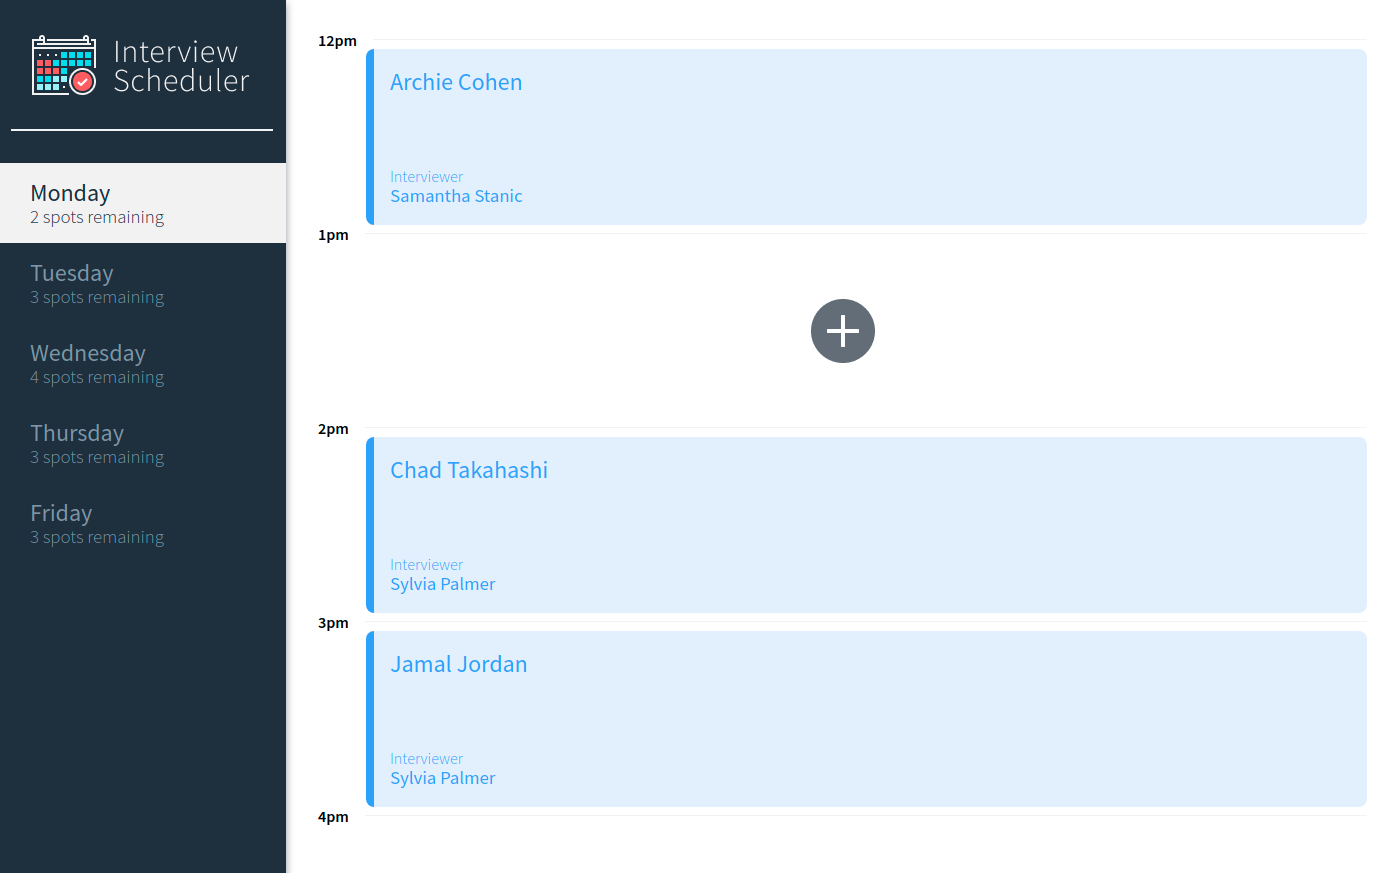 Interview
Scheduler
Monday
2 spots remaining
Tuesday
3 spots remaining
Wednesday
4 spots remaining
Thursday
3 spots remaining
Friday
3 spots remaining
12pm
Archie Cohen
Interviewer
Samantha Stanic
1pm
2pm
Chad Takahashi
Interviewer
Sylvia Palmer
3pm
Jamal Jordan
Interviewer
Sylvia Palmer
4pm